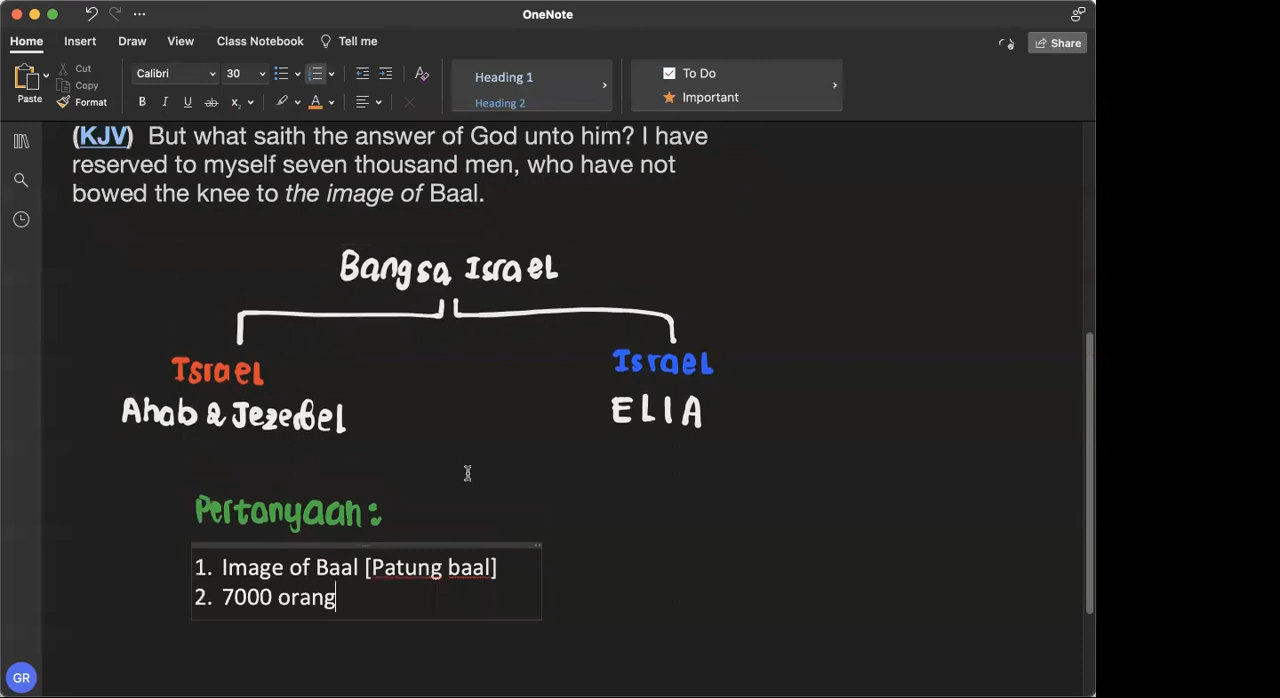 OneNote
Home Insert Draw View Class Notebook Tell me
Share
Paste
Cut
Copy
Format
Calibri 30
B I U ab x₂ A
Heading 1
Heading 2
To Do
Important
(KJV) But what saith the answer of God unto him? I have
reserved to myself seven thousand men, who have not
bowed the knee to the image of Baal.
Bangsa Israel
Israel Israel
Ahab & Jezebel ELIA
Pertanyaan:
1. Image of Baal [Patung baal]
2. 7000 orang
GR